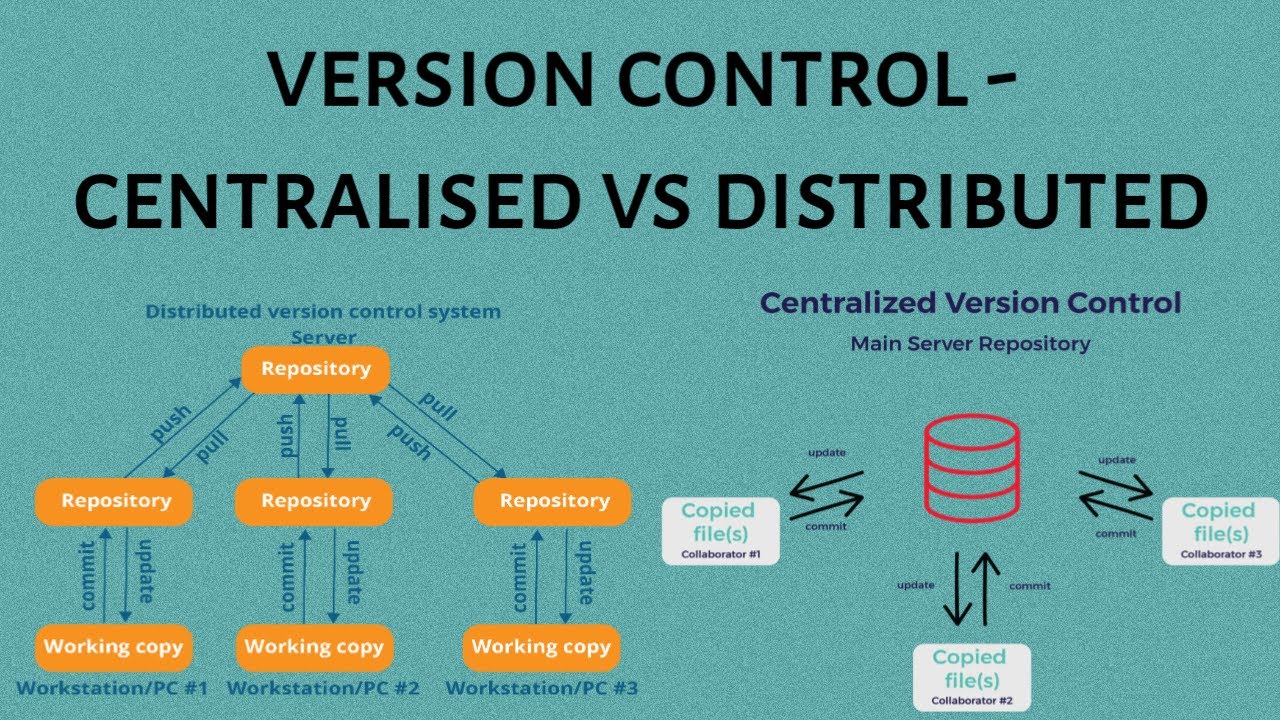 VERSION CONTROL -
CENTRALISED VS DISTRIBUTED
Distributed version control system
Server
Repository
push
pull
push
pull
push
pull
Repository
Repository
Repository
commit
update
commit
update
commit
update
Working copy
Working copy
Working copy
Workstation/PC #1
Workstation/PC #2
Workstation/PC #3
Centralized Version Control
Main Server Repository
update
commit
Copied
file(s)
Collaborator #1
update
commit
Copied
file(s)
Collaborator #3
update
commit
Copied
file(s)
Collaborator #2